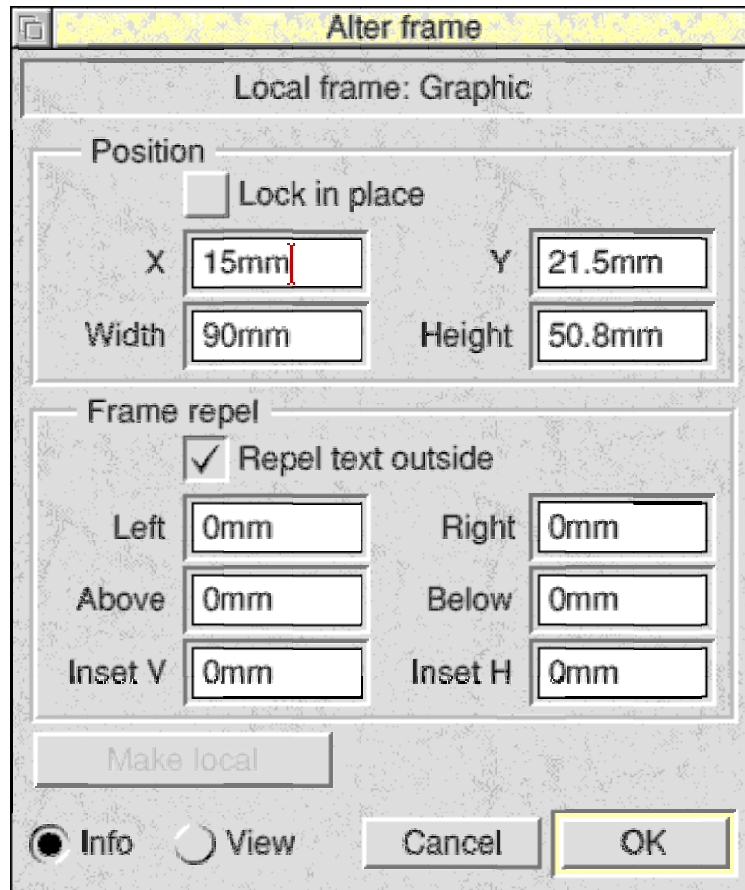 Alter frame
Local frame: Graphic
Position
Lock in place
X 15mm Y 21.5mm
Width 90mm Height 50.8mm
Frame repel
Repel text outside
Left 0mm Right 0mm
Above 0mm Below 0mm
Inset V 0mm Inset H 0mm
Make local
Info View Cancel OK